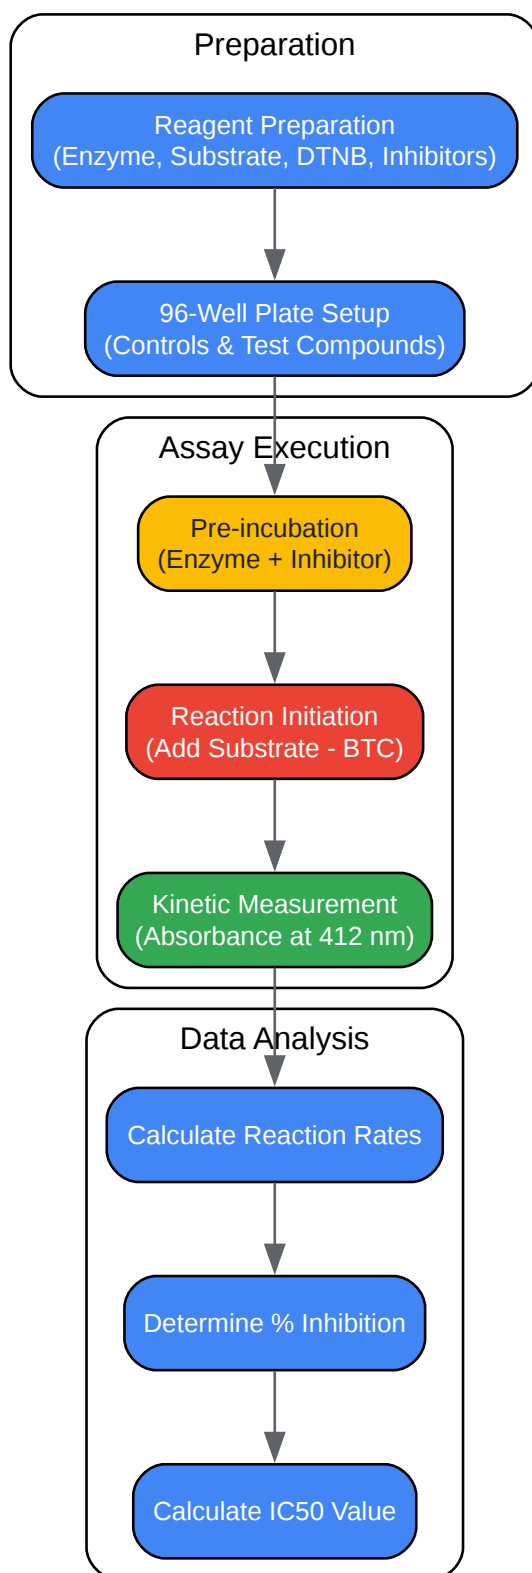 Preparation
Reagent Preparation
(Enzyme, Substrate, DTNB, Inhibitors)
96-Well Plate Setup
(Controls & Test Compounds)
Assay Execution
Pre-incubation
(Enzyme + Inhibitor)
Reaction Initiation
(Add Substrate - BTC)
Kinetic Measurement
(Absorbance at 412 nm)
Data Analysis
Calculate Reaction Rates
Determine % Inhibition
Calculate IC50 Value